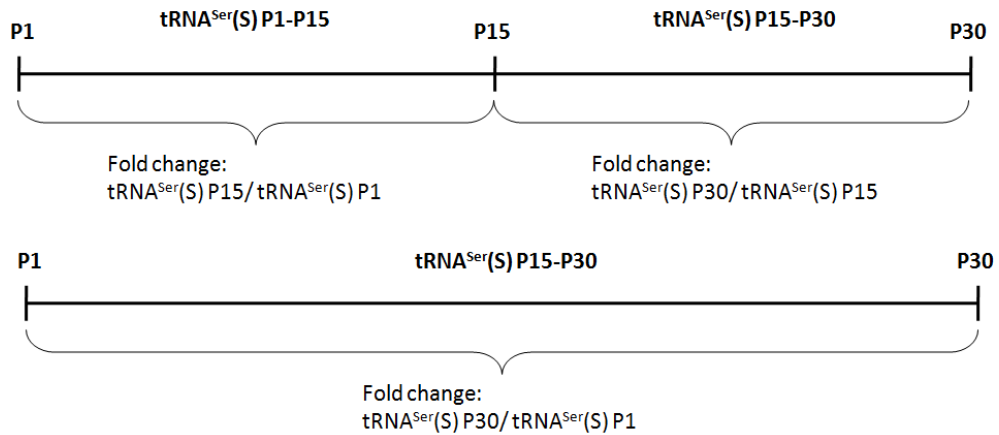 tRNASer(S) P1-P15 tRNASer(S) P15-P30
P1 P15 P30
Fold change: Fold change:
tRNASer(S) P15/ tRNASer(S) P1 tRNASer(S) P30/ tRNASer(S) P15
P1 tRNASer(S) P15-P30 P30
Fold change:
tRNASer(S) P30/ tRNASer(S) P1